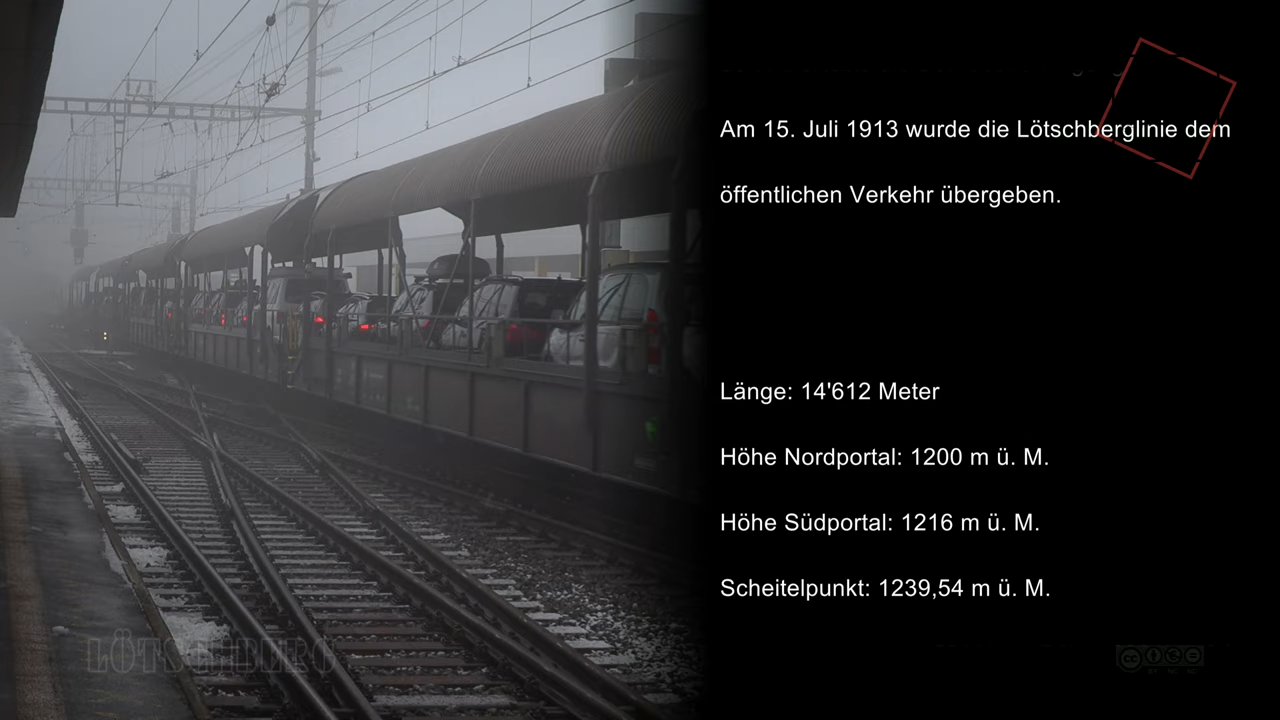 Am 15. Juli 1913 wurde die Lötschberglinie dem
öffentlichen Verkehr übergeben.
Länge: 14'612 Meter
Höhe Nordportal: 1200 m ü. M.
Höhe Südportal: 1216 m ü. M.
Scheitelpunkt: 1239,54 m ü. M.
LÖTSCHBERG